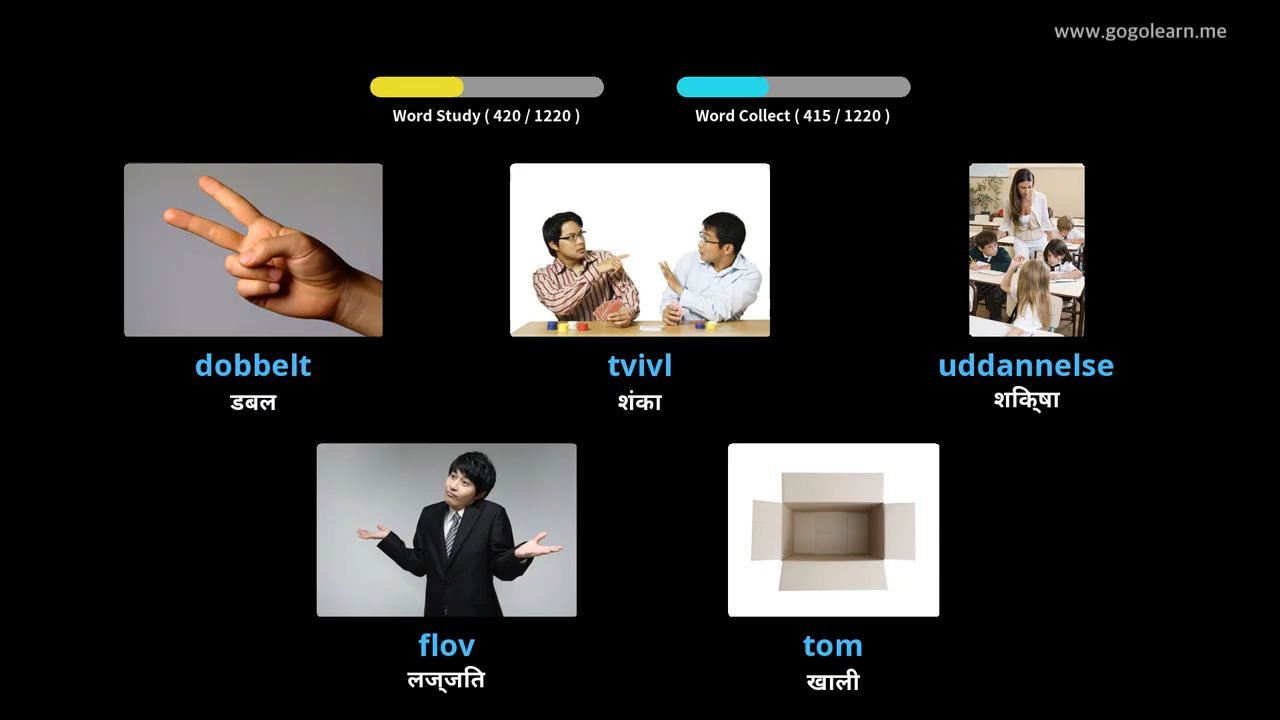 www.gogolearn.me
Word Study ( 420 / 1220 )
Word Collect ( 415 / 1220 )
dobbelt
डबल
tvivl
शंका
uddannelse
शक्षिा
flov
लज्जति
tom
खाली